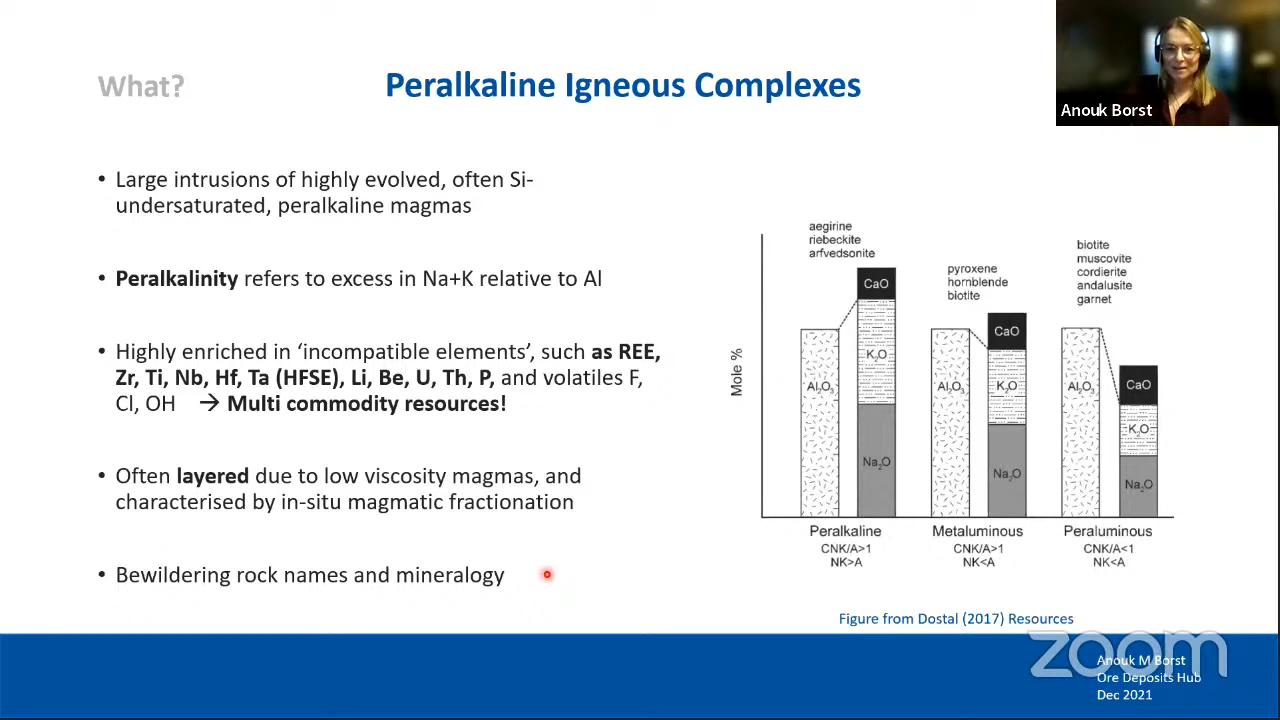 What?
Peralkaline Igneous Complexes
Anouk Borst
• Large intrusions of highly evolved, often Si-
undersaturated, peralkaline magmas
• Peralkalinity refers to excess in Na+K relative to Al
• Highly enriched in ‘incompatible elements’, such as REE,
Zr, Ti, Nb, Hf, Ta (HFSE), Li, Be, U, Th, P, and volatiles F,
Cl, OH → Multi commodity resources!
• Often layered due to low viscosity magmas, and
characterised by in-situ magmatic fractionation
• Bewildering rock names and mineralogy
aegirine
riebeckite
arfvedsonite
pyroxene
hornblende
biotite
biotite
muscovite
cordierite
andalusite
garnet
Mole %
Al₂O₃
CaO
K₂O
Na₂O
Al₂O₃
CaO
K₂O
Na₂O
Al₂O₃
CaO
K₂O
Na₂O
Peralkaline
CNK/A>1
NK>A
Metaluminous
CNK/A>1
NK<A
Peraluminous
CNK/A<1
NK<A
Figure from Dostal (2017) Resources
zoom
Anouk M Borst
Ore Deposits Hub
Dec 2021